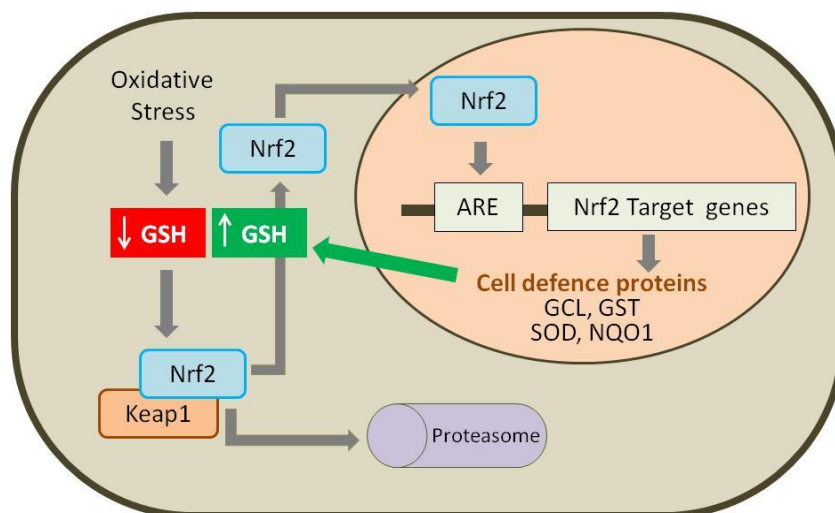 Oxidative
Stress
Nrf2
Nrf2
ARE
Nrf2 Target genes
↓ GSH
↑ GSH
Cell defence proteins
GCL, GST
SOD, NQO1
Nrf2
Keap1
Proteasome